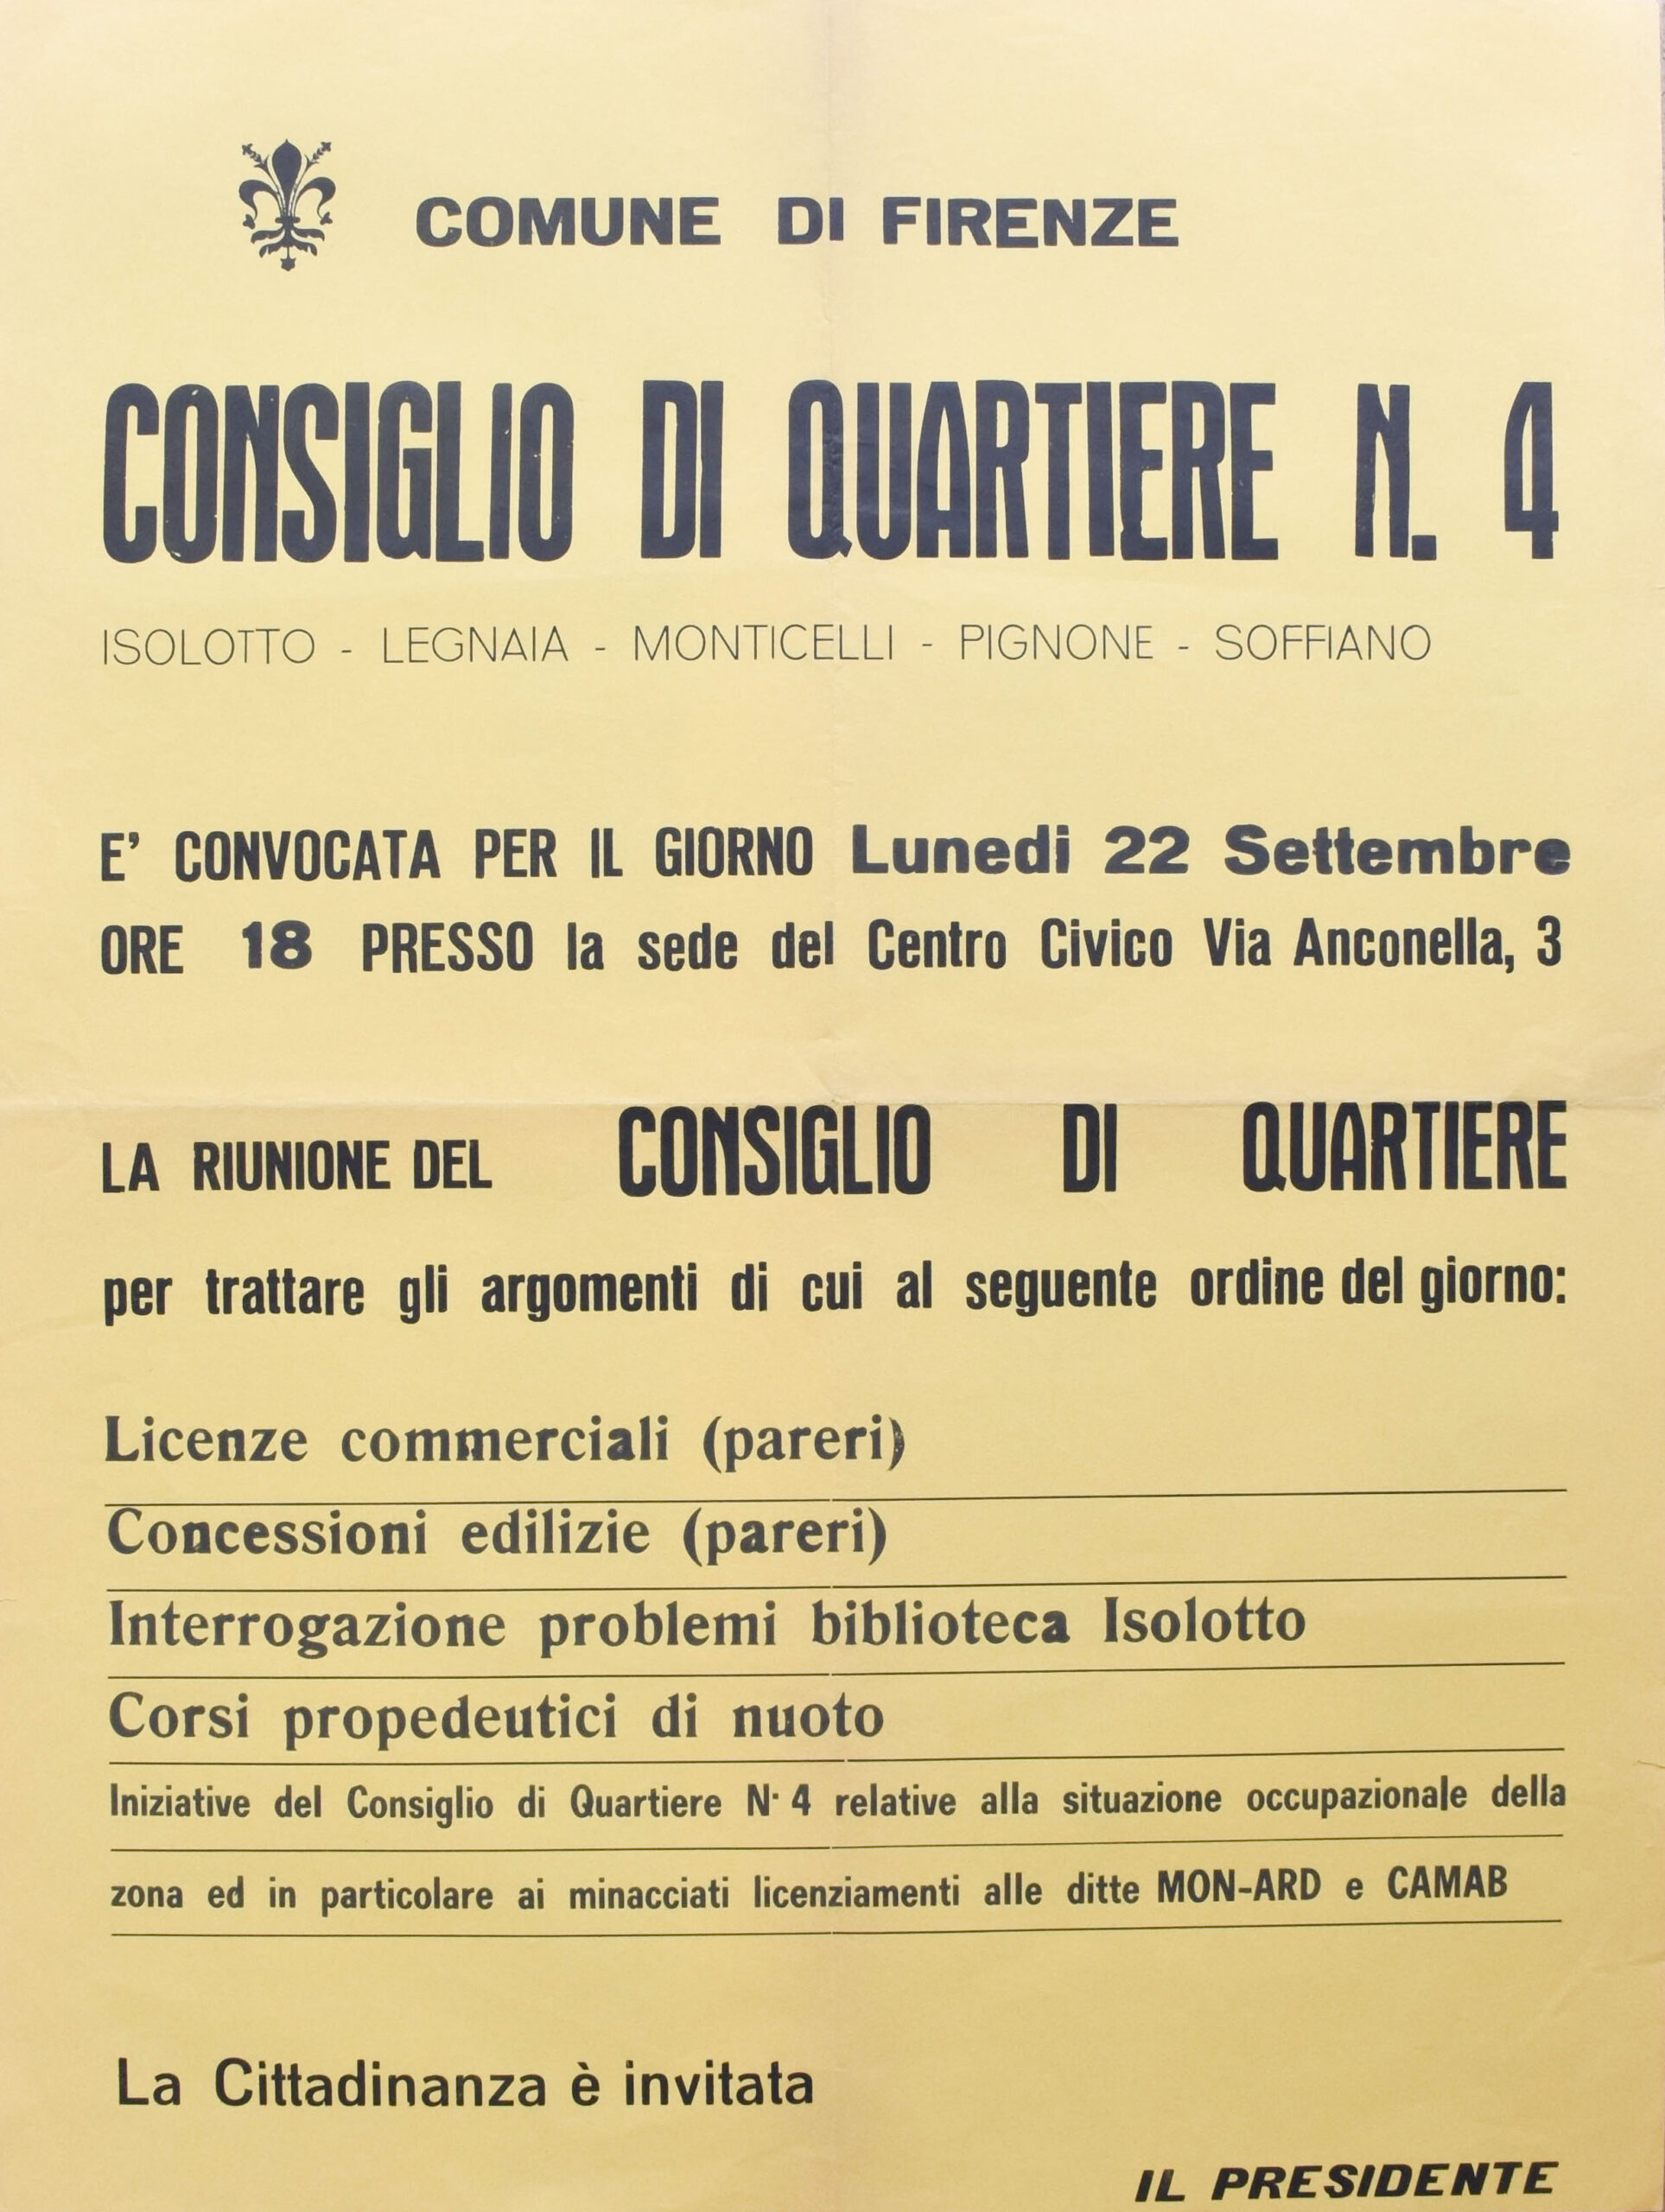 COMUNE DI FIRENZE
CONSIGLIO DI QUARTIERE N. 4
ISOLOTTO - LEGNAIA - MONTICELLI - PIGNONE - SOFFIANO
E' CONVOCATA PER IL GIORNO Lunedi 22 Settembre
ORE 18 PRESSO la sede del Centro Civico Via Anconella, 3
LA RIUNIONE DEL CONSIGLIO DI QUARTIERE
per trattare gli argomenti di cui al seguente ordine del giorno:
Licenze commerciali (pareri)
Concessioni edilizie (pareri)
Interrogazione problemi biblioteca Isolotto
Corsi propedeutici di nuoto
Iniziative del Consiglio di Quartiere N· 4 relative alla situazione occupazionale della
zona ed in particolare ai minacciati licenziamenti alle ditte MON-ARD e CAMAB
La Cittadinanza è invitata
IL PRESIDENTE